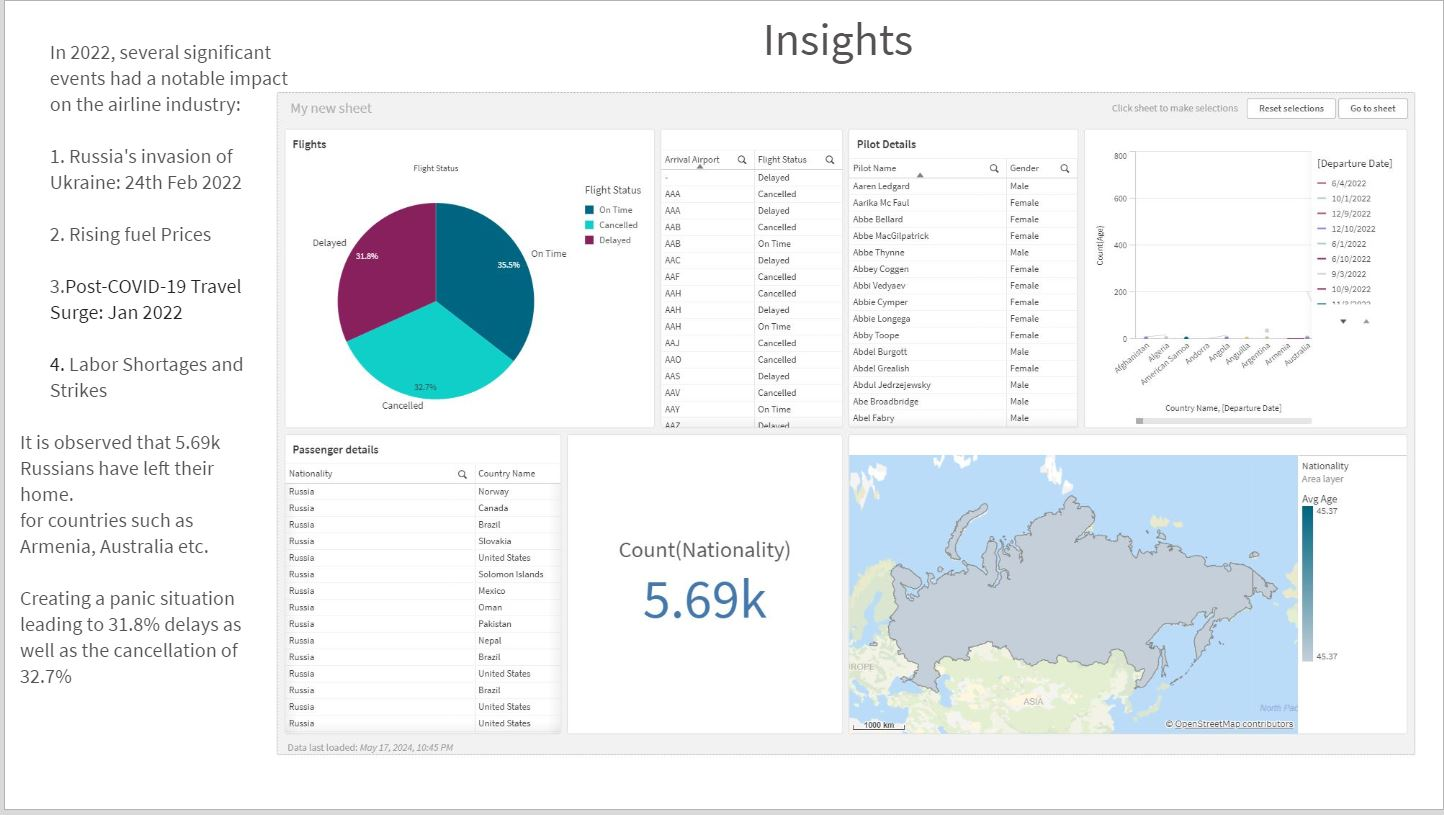 Insights
In 2022, several significant
events had a notable impact
on the airline industry:
1. Russia's invasion of
Ukraine: 24th Feb 2022
2. Rising fuel Prices
3.Post-COVID-19 Travel
Surge: Jan 2022
4. Labor Shortages and
Strikes
It is observed that 5.69k
Russians have left their
home.
for countries such as
Armenia, Australia etc.
Creating a panic situation
leading to 31.8% delays as
well as the cancellation of
32.7%
My new sheet
Click sheet to make selections
Reset selections
Go to sheet
Flights
Flight Status
Flight Status
On Time
Cancelled
Delayed
Delayed
31.8%
35.5%
On Time
32.7%
Cancelled
Arrival Airport Flight Status
- Delayed
AAA Cancelled
AAA Delayed
AAB Cancelled
AAB On Time
AAC Delayed
AAF Cancelled
AAH Cancelled
AAH Delayed
AAH On Time
AAJ Cancelled
AAO Cancelled
AAS Delayed
AAV Cancelled
AAY On Time
AAZ Delayed
Pilot Details
Pilot Name Gender
Aaren Ledgard Male
Aarika Mc Faul Female
Abbe Bellard Female
Abbe MacGilpatrick Female
Abbe Thynne Male
Abbey Coggen Female
Abbi Vedyaev Female
Abbie Cymper Female
Abbie Longega Female
Abby Toope Female
Abdel Burgott Male
Abdel Grealish Female
Abdul Jedrzejewsky Male
Abe Broadbridge Male
Abel Fabry Male
800
600
400
200
0
Count(Age)
Afghanistan
Algeria
American Samoa
Andorra
Angola
Anguilla
Argentina
Armenia
Australia
Country Name, [Departure Date]
[Departure Date]
6/4/2022
10/1/2022
12/9/2022
12/10/2022
6/1/2022
6/10/2022
9/3/2022
10/9/2022
Passenger details
Nationality Country Name
Russia Norway
Russia Canada
Russia Brazil
Russia Slovakia
Russia United States
Russia Solomon Islands
Russia Mexico
Russia Oman
Russia Pakistan
Russia Nepal
Russia Brazil
Russia United States
Russia Brazil
Russia United States
Russia United States
Count(Nationality)
5.69k
UROPE
ASIA
North Pac
1000 km
© OpenStreetMap contributors
Nationality
Area layer
Avg Age
45.37
45.37
Data last loaded: May 17, 2024, 10:45 PM